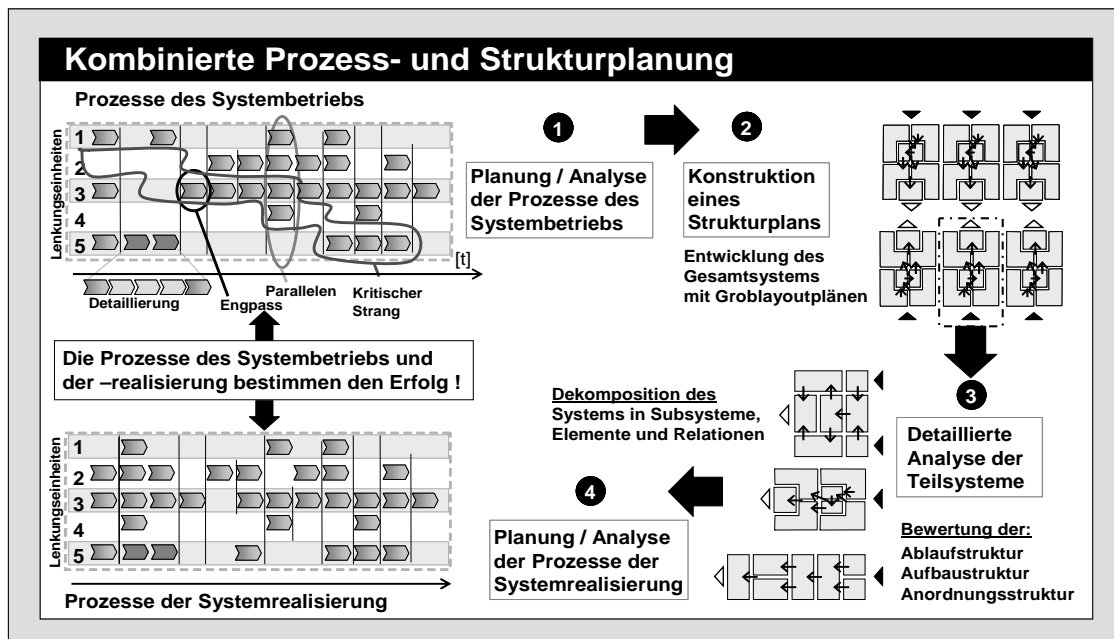 Kombinierte Prozess- und Strukturplanung
Prozesse des Systembetriebs
Lenkungseinheiten
1
2
3
4
5
[t]
Detaillierung
Engpass
Parallelen
Kritischer
Strang
Die Prozesse des Systembetriebs und
der –realisierung bestimmen den Erfolg !
Lenkungseinheiten
1
2
3
4
5
Prozesse der Systemrealisierung
1
Planung / Analyse
der Prozesse des
Systembetriebs
2
Konstruktion
eines
Strukturplans
Entwicklung des
Gesamtsystems
mit Groblayoutplänen
3
Detaillierte
Analyse der
Teilsysteme
Bewertung der:
Ablaufstruktur
Aufbaustruktur
Anordnungsstruktur
Dekomposition des
Systems in Subsysteme,
Elemente und Relationen
4
Planung / Analyse
der Prozesse der
Systemrealisierung